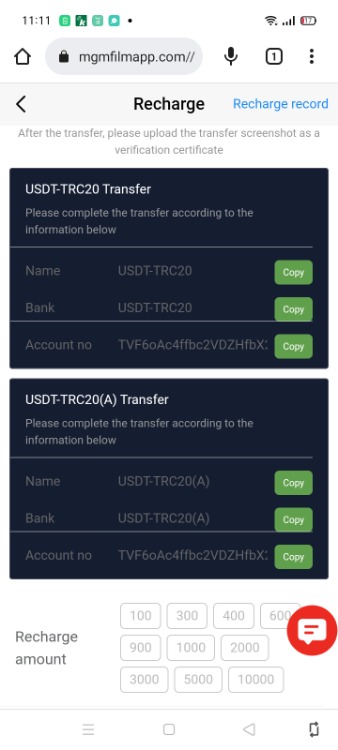 11:11
17
mgmfilmapp.com//
1
Recharge
Recharge record
After the transfer, please upload the transfer screenshot as a
verification certificate
USDT-TRC20 Transfer
Please complete the transfer according to the
information below
Name USDT-TRC20 Copy
Bank USDT-TRC20 Copy
Account no TVF6oAc4ffbc2VDZHfbX Copy
USDT-TRC20(A) Transfer
Please complete the transfer according to the
information below
Name USDT-TRC20(A) Copy
Bank USDT-TRC20(A) Copy
Account no TVF6oAc4ffbc2VDZHfbX Copy
100 300 400 600
Recharge
amount
900 1000 2000
3000 5000 10000